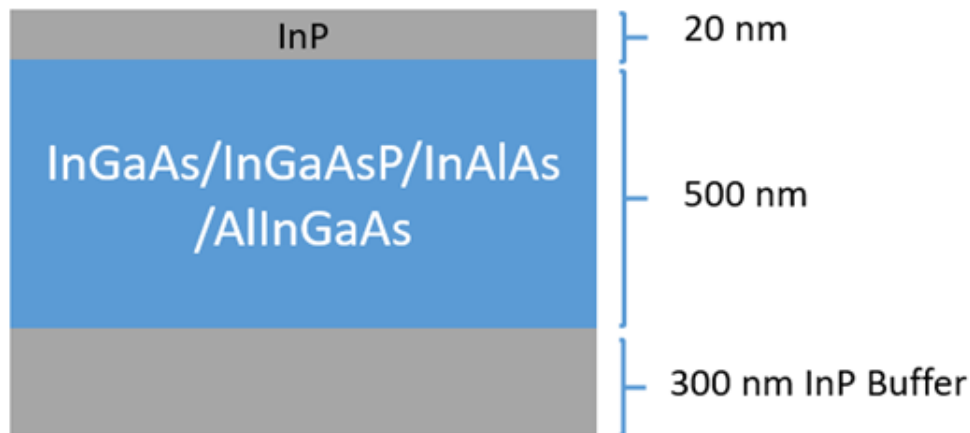 InP
20 nm
InGaAs/InGaAsP/InAlAs
/AlInGaAs
500 nm
300 nm InP Buffer